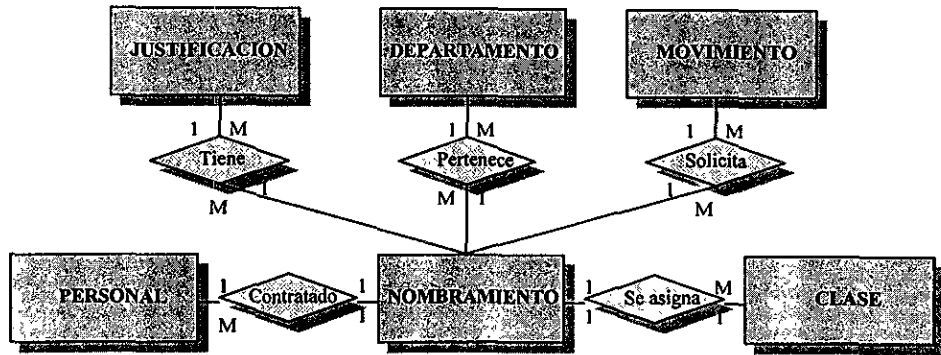 JUSTIFICACION DEPARTAMENTO MOVIMIENTO
1 M 1 M 1 M
Tiene Pertenece Solicita
M 1 M 1 1 M
1 1 1 M
PERSONAL Contratado NOMBRAMIENTO Se asigna CLASE
M 1 1 1